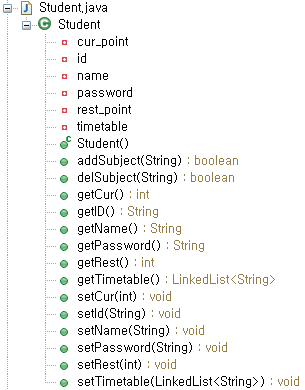 Student.java
Student
cur_point
id
name
password
rest_point
timetable
Student()
addSubject(String) : boolean
delSubject(String) : boolean
getCur() : int
getID() : String
getName() : String
getPassword() : String
getRest() : int
getTimetable() : LinkedList<String>
setCur(int) : void
setId(String) : void
setName(String) : void
setPassword(String) : void
setRest(int) : void
setTimetable(LinkedList<String>) : void